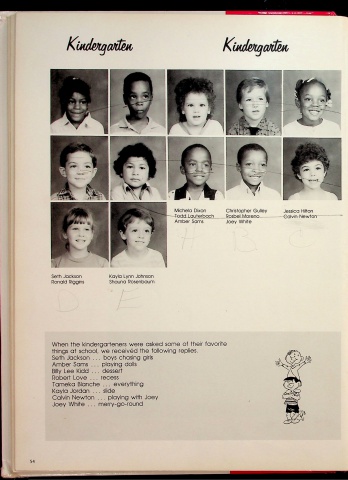 Kindergarten
Kindergarten
Michela Dixon
Todd Lauterbach
Amber Sams
Christopher Gulley
Rosbel Moreno
Joey White
Jessica Hilton
Calvin Newton
Seth Jackson
Ronald Riggins
Kayla Lynn Johnson
Shauna Rosenbaum
When the kindergarteners were asked some of their favorite
things at school, we received the following replies.
Seth Jackson . . . boys chasing girls
Amber Sams . . . playing dolls
Billy Lee Kidd . . . dessert
Robert Love . . . recess
Tameka Blanche . . . everything
Kayla Jordan . . . slide
Calvin Newton . . . playing with Joey
Joey White . . . merry-go-round
54